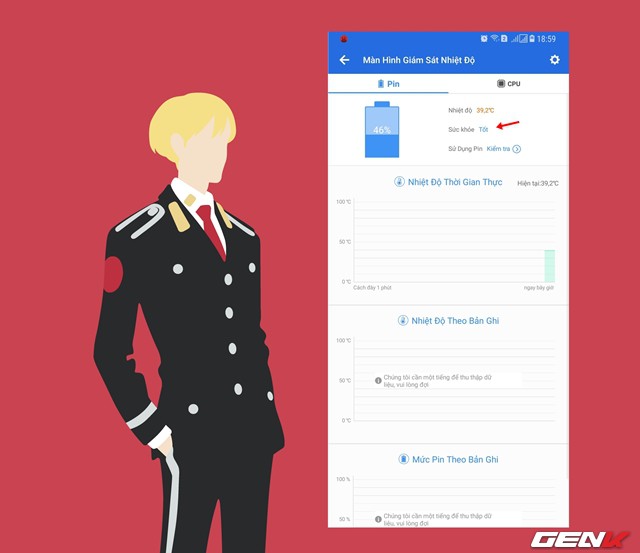 18:59
Màn Hình Giám Sát Nhiệt Độ
Pin
CPU
46%
Nhiệt độ 39,2°C
Sức khỏe Tốt
Sử Dụng Pin Kiểm tra
Nhiệt Độ Thời Gian Thực
Hiện tại:39,2°C
100 °C
50 °C
0 °C
Cách đây 1 phút
ngay bây giờ
Nhiệt Độ Theo Bản Ghi
100 °C
50 °C
0 °C
Chúng tôi cần một tiếng để thu thập dữ
liệu, vui lòng đợi
Mức Pin Theo Bản Ghi
100 %
50 %
Chúng tôi cần một tiếng để thu thập dữ
liệu, vui lòng đợi
GENK